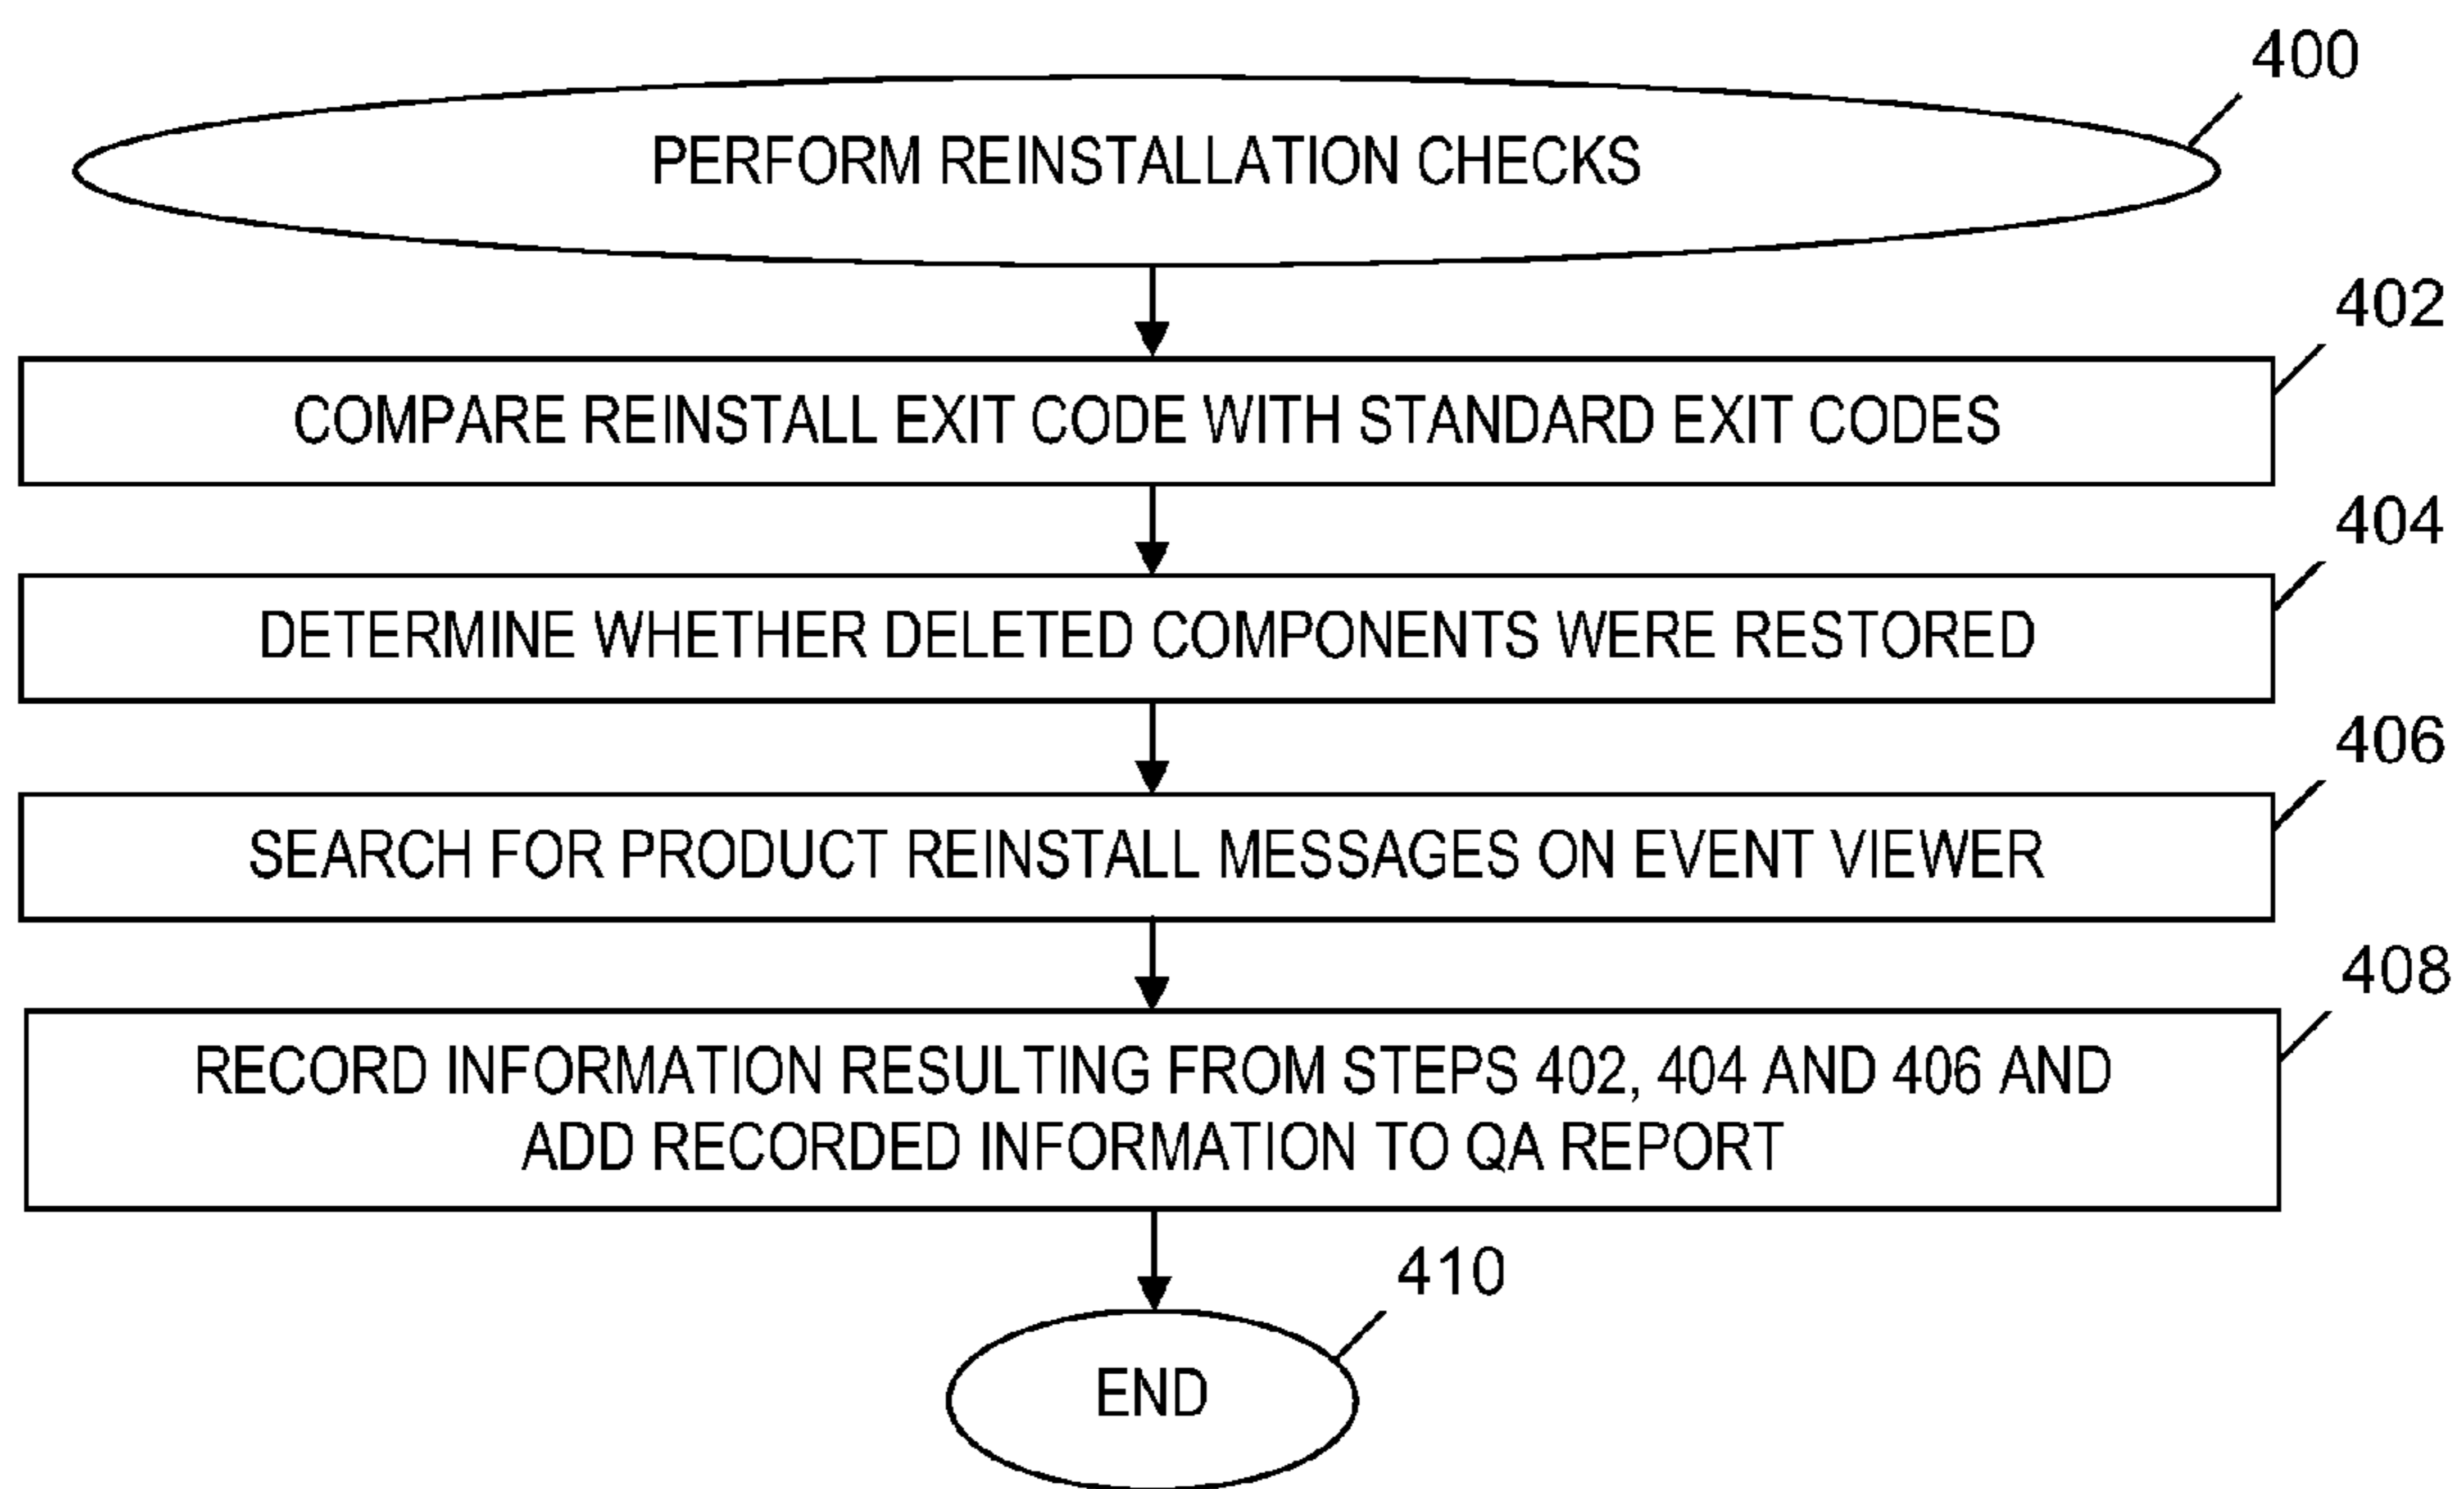 400
PERFORM REINSTALLATION CHECKS
402
COMPARE REINSTALL EXIT CODE WITH STANDARD EXIT CODES
404
DETERMINE WHETHER DELETED COMPONENTS WERE RESTORED
406
SEARCH FOR PRODUCT REINSTALL MESSAGES ON EVENT VIEWER
408
RECORD INFORMATION RESULTING FROM STEPS 402, 404 AND 406 AND
ADD RECORDED INFORMATION TO QA REPORT
410
END